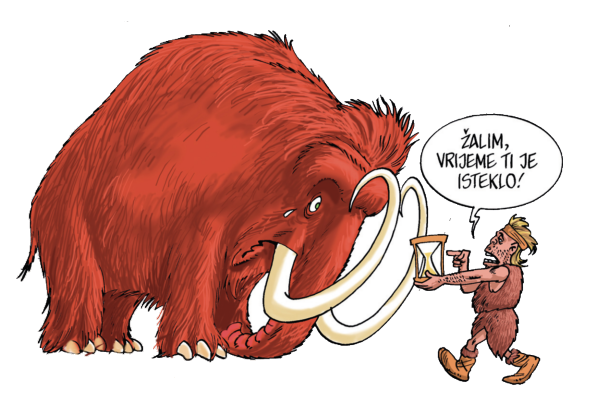 ŽALIM,
VRIJEME TI JE
ISTEKLO!